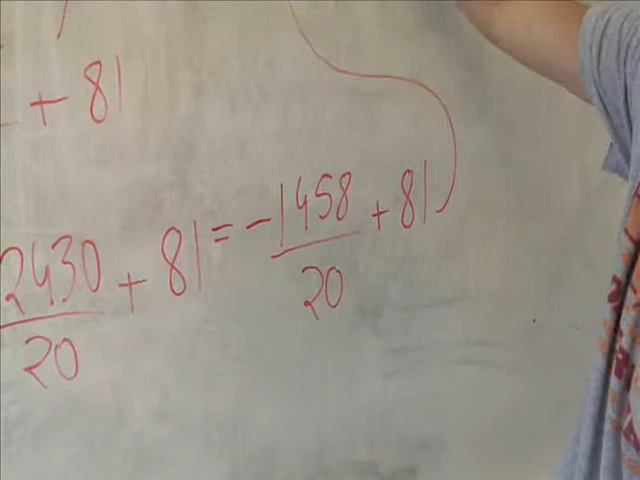 + 81
2430/20 + 81 = -1458/20 + 81